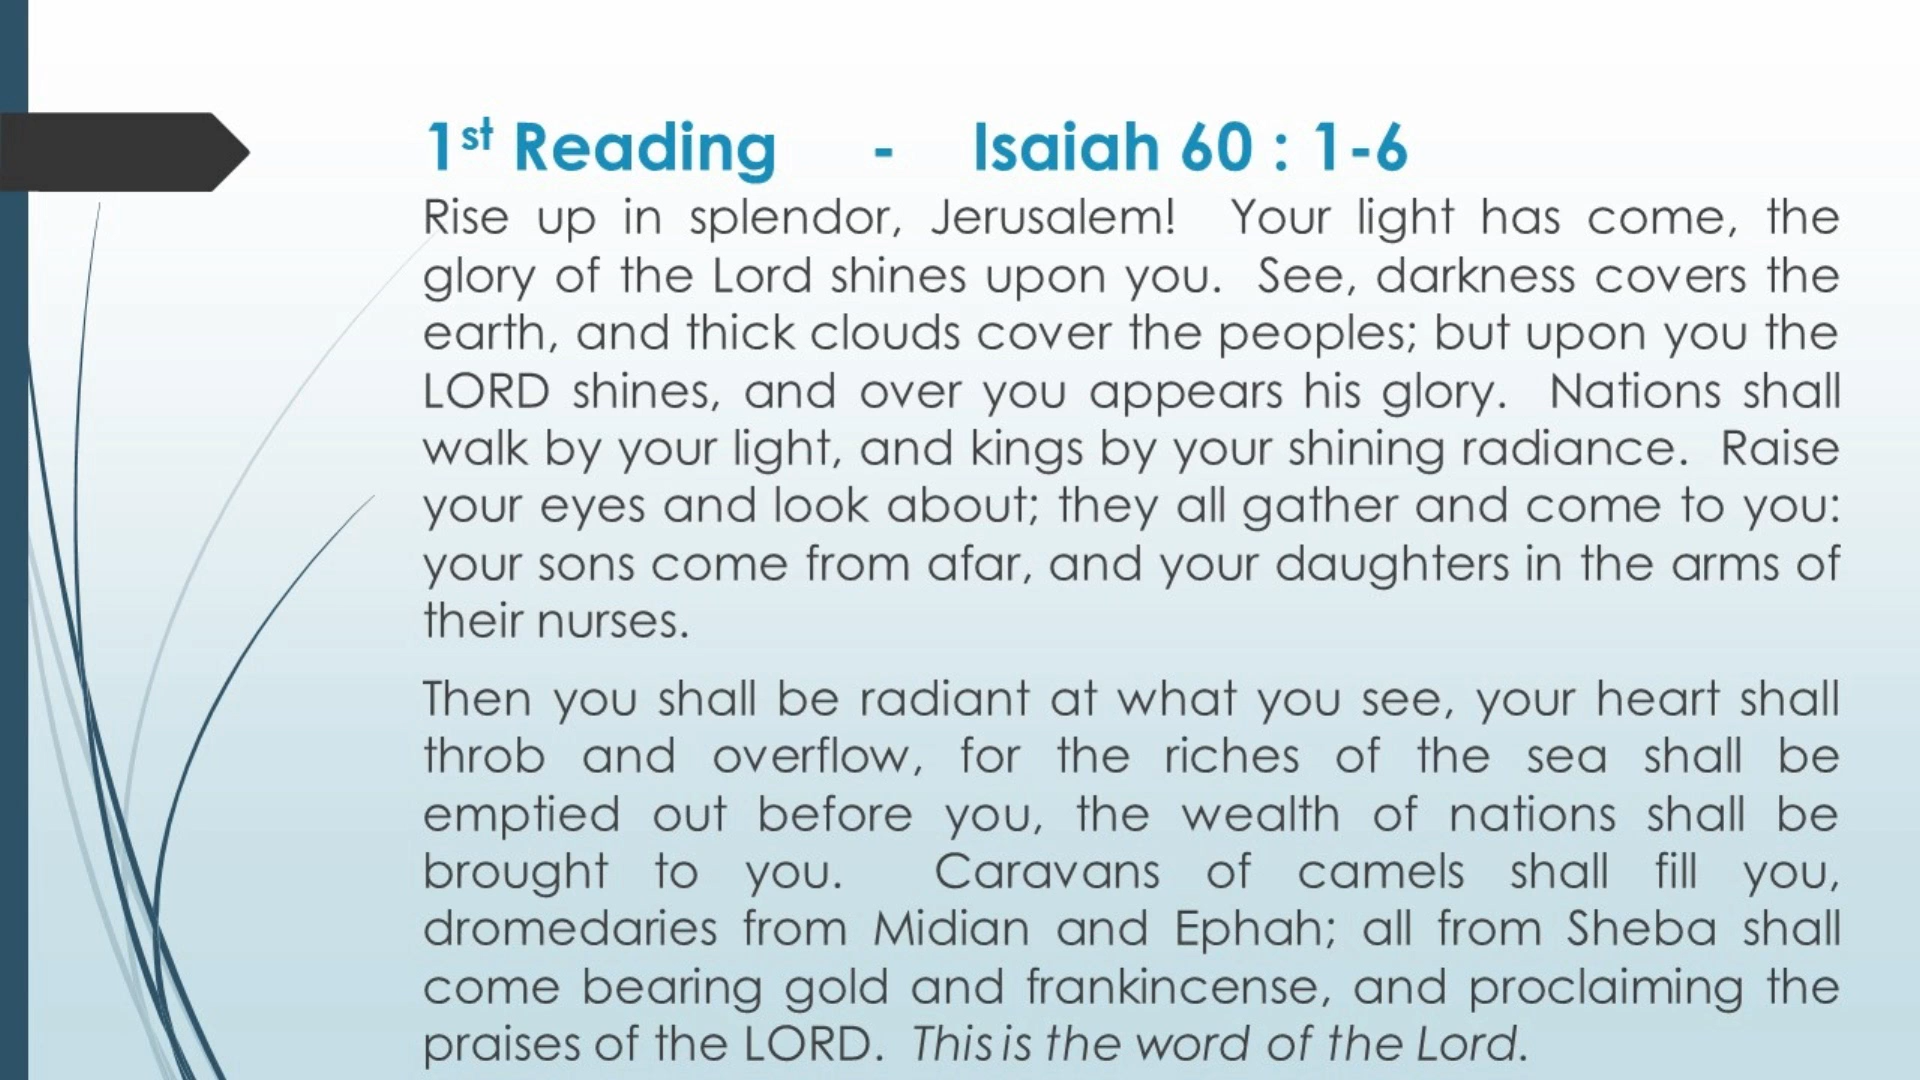 1st Reading - Isaiah 60 : 1-6
Rise up in splendor, Jerusalem! Your light has come, the
glory of the Lord shines upon you. See, darkness covers the
earth, and thick clouds cover the peoples; but upon you the
LORD shines, and over you appears his glory. Nations shall
walk by your light, and kings by your shining radiance. Raise
your eyes and look about; they all gather and come to you:
your sons come from afar, and your daughters in the arms of
their nurses.
Then you shall be radiant at what you see, your heart shall
throb and overflow, for the riches of the sea shall be
emptied out before you, the wealth of nations shall be
brought to you. Caravans of camels shall fill you,
dromedaries from Midian and Ephah; all from Sheba shall
come bearing gold and frankincense, and proclaiming the
praises of the LORD. This is the word of the Lord.